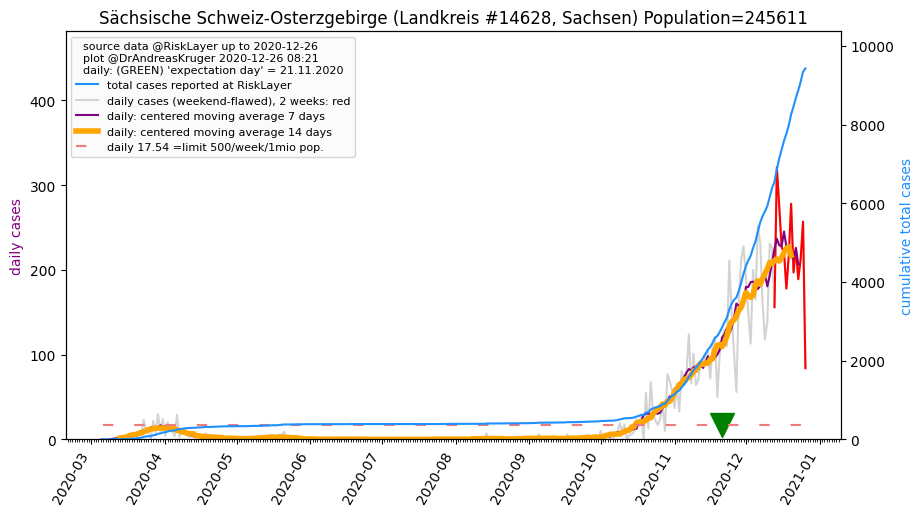 Sächsische Schweiz-Osterzgebirge (Landkreis #14628, Sachsen) Population=245611
source data @RiskLayer up to 2020-12-26
plot @DrAndreasKruger 2020-12-26 08:21
daily: (GREEN) 'expectation day' = 21.11.2020
total cases reported at RiskLayer
daily cases (weekend-flawed), 2 weeks: red
daily: centered moving average 7 days
daily: centered moving average 14 days
daily 17.54 =limit 500/week/1mio pop.
daily cases
400
300
200
100
0
10000
8000
6000
4000
2000
0
cumulative total cases
2020-03
2020-04
2020-05
2020-06
2020-07
2020-08
2020-09
2020-10
2020-11
2020-12
2021-01